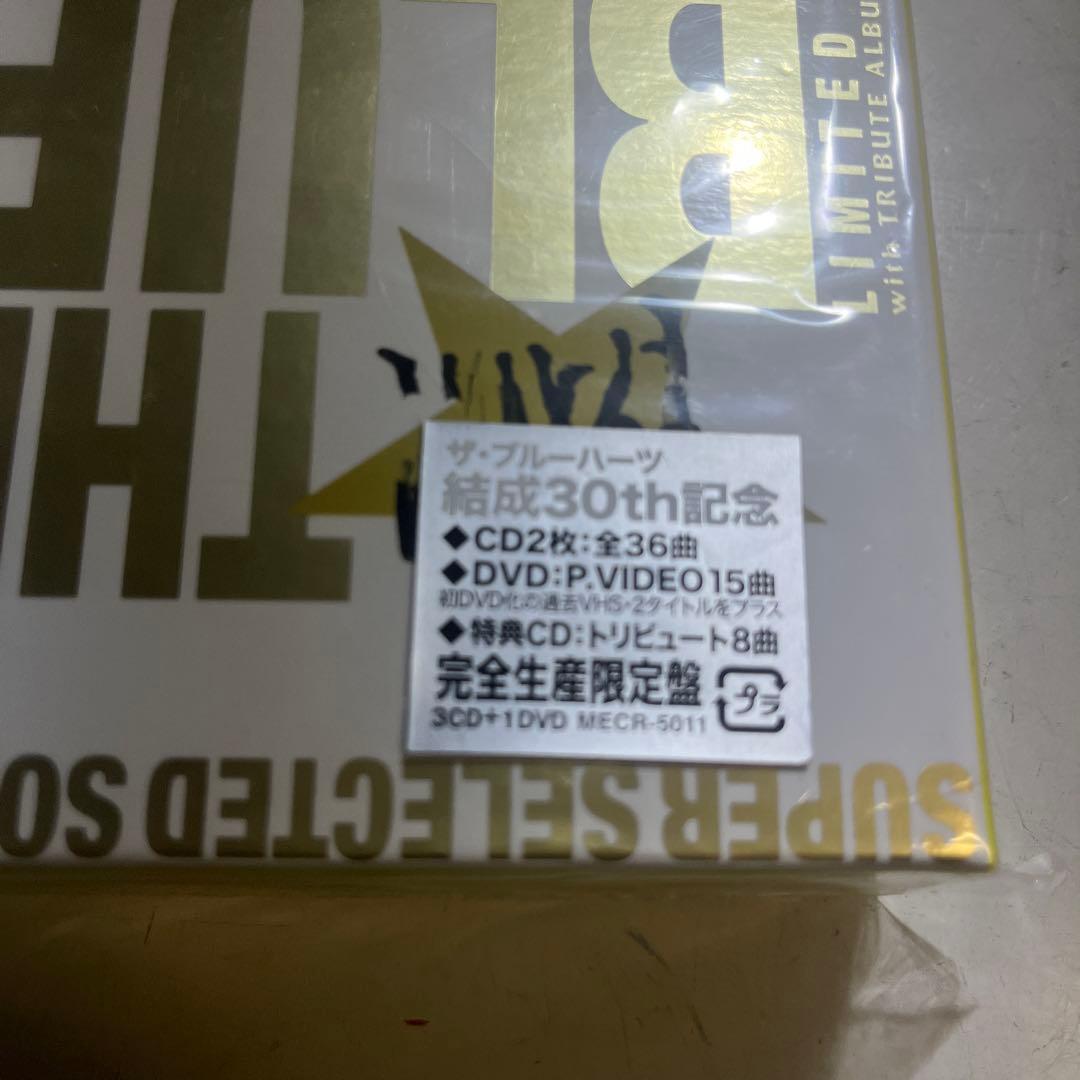 LIMITED
with TRIBUTE ALBU
BLUE
TH
ザ・ブルーハーツ
結成30th記念
◆CD2枚：全36曲
◆DVD：P.VIDEO15曲
初DVD化の過去VHS・2タイトルをプラス
◆特典CD：トリビュート8曲
完全生産限定盤
プラ
3CD+1DVD MECR-5011
SUPER SELECTED SO